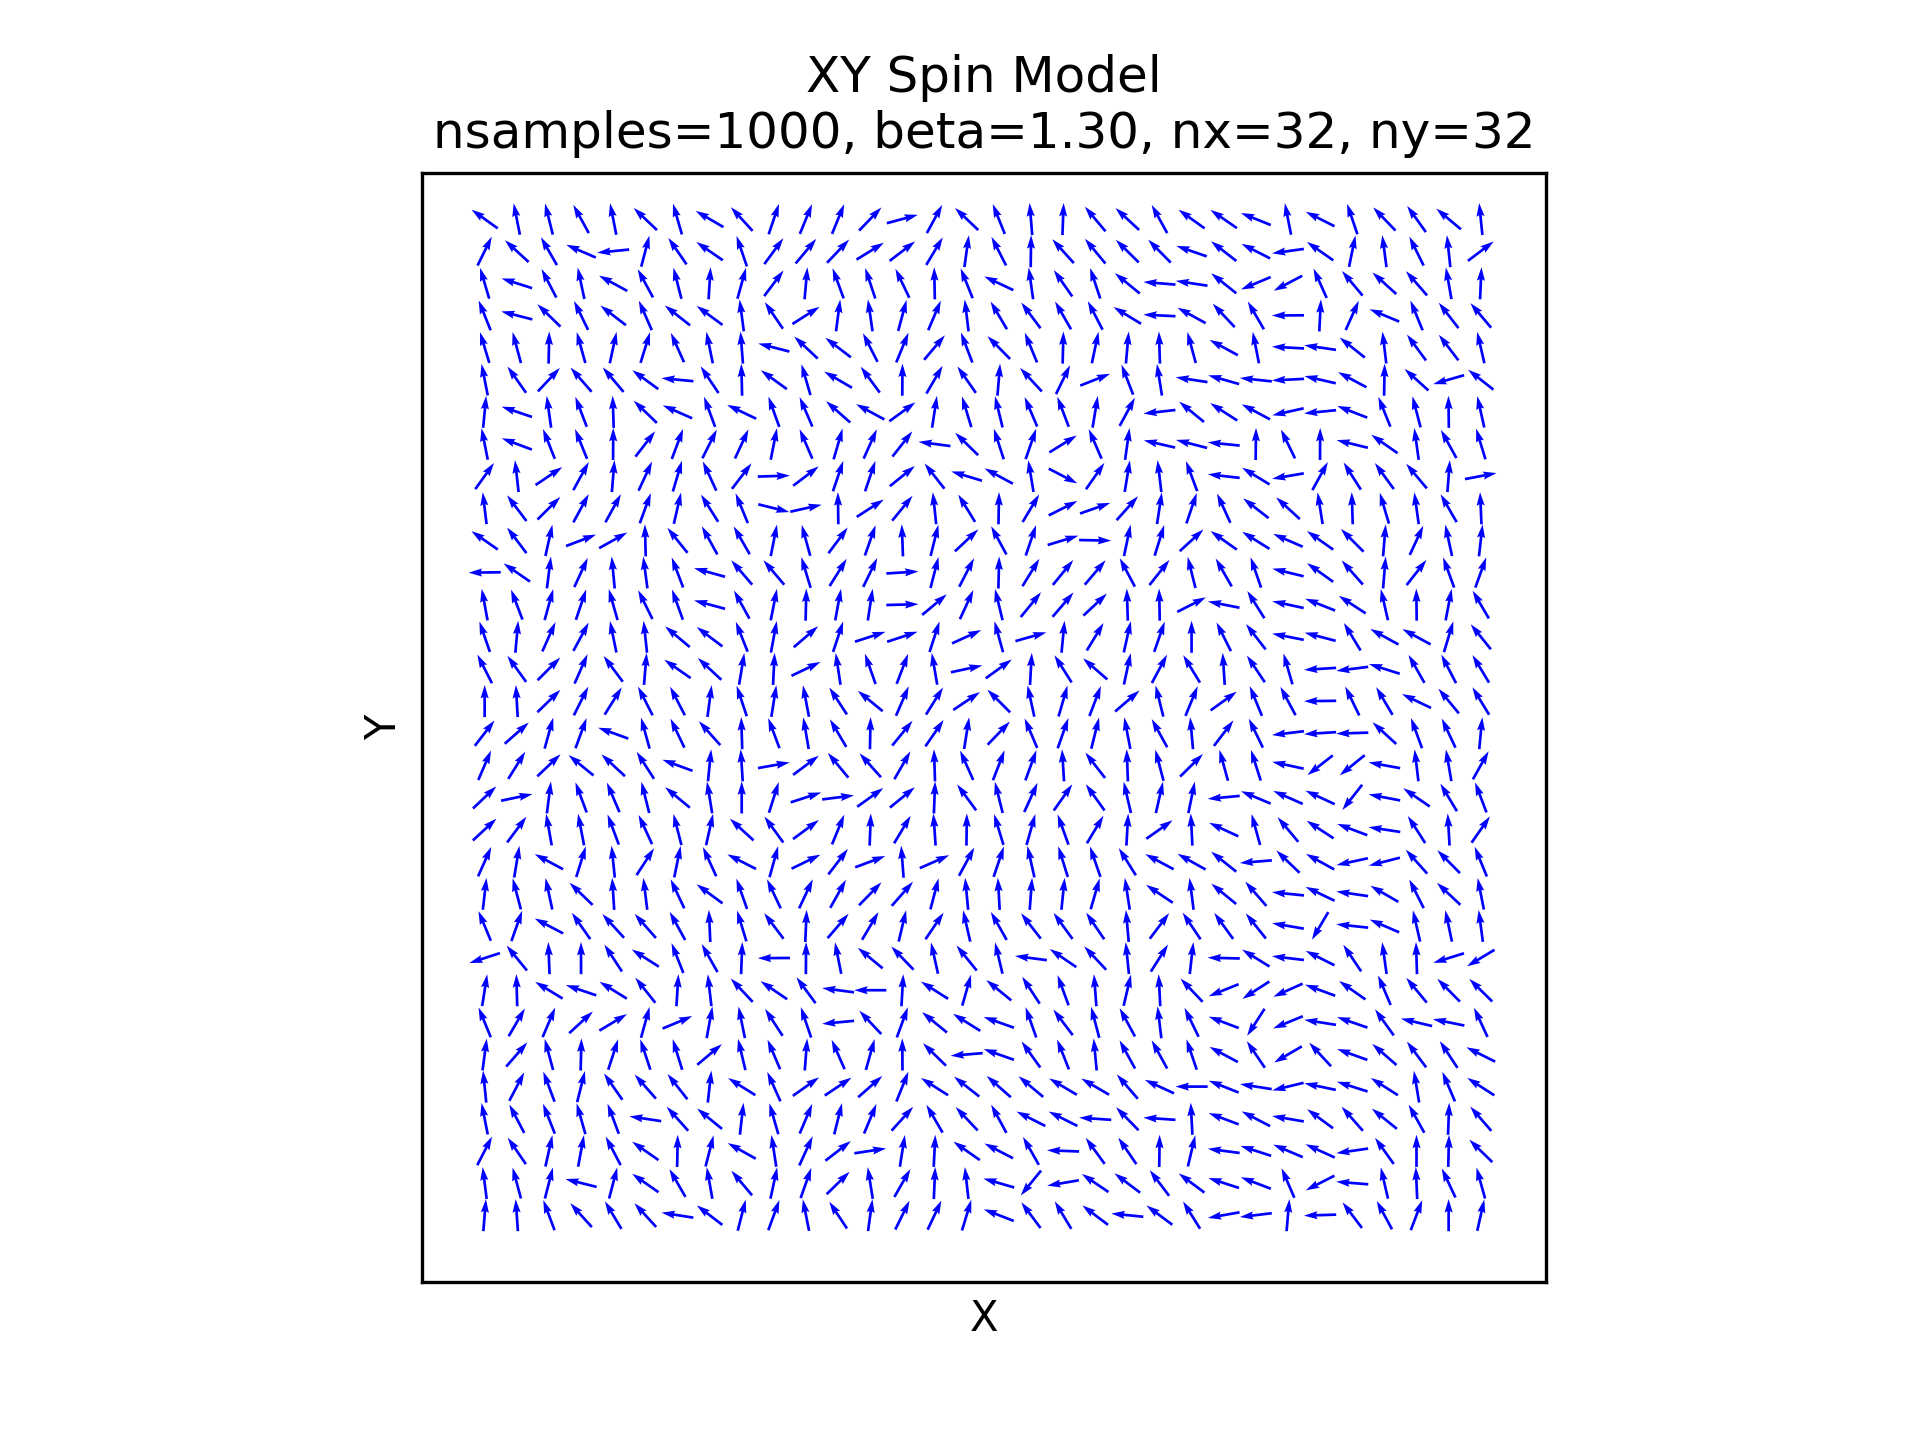 XY Spin Model
nsamples=1000, beta=1.30, nx=32, ny=32
Y
X